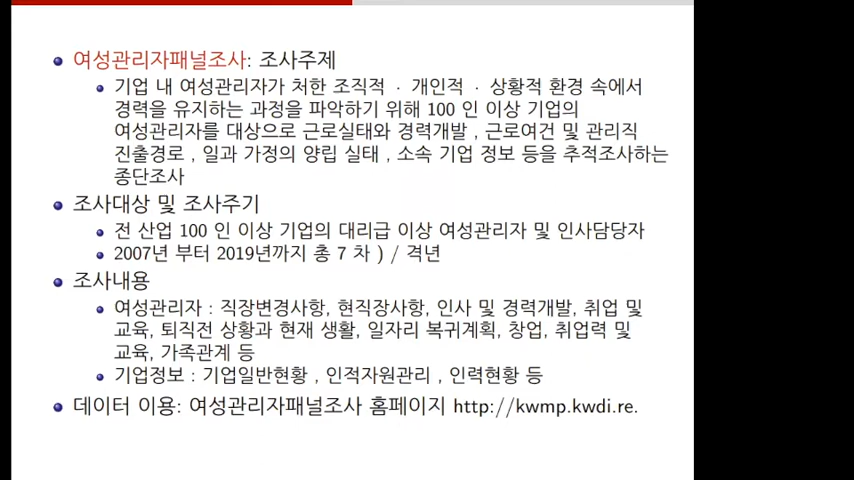 여성관리자패널조사: 조사주제
기업 내 여성관리자가 처한 조직적 · 개인적 · 상황적 환경 속에서
경력을 유지하는 과정을 파악하기 위해 100 인 이상 기업의
여성관리자를 대상으로 근로실태와 경력개발 , 근로여건 및 관리직
진출경로 , 일과 가정의 양립 실태 , 소속 기업 정보 등을 추적조사하는
종단조사
조사대상 및 조사주기
전 산업 100 인 이상 기업의 대리급 이상 여성관리자 및 인사담당자
2007년 부터 2019년까지 총 7 차 ) / 격년
조사내용
여성관리자 : 직장변경사항, 현직장사항, 인사 및 경력개발, 취업 및
교육, 퇴직전 상황과 현재 생활, 일자리 복귀계획, 창업, 취업력 및
교육, 가족관계 등
기업정보 : 기업일반현황 , 인적자원관리 , 인력현황 등
데이터 이용: 여성관리자패널조사 홈페이지 http://kwmp.kwdi.re.